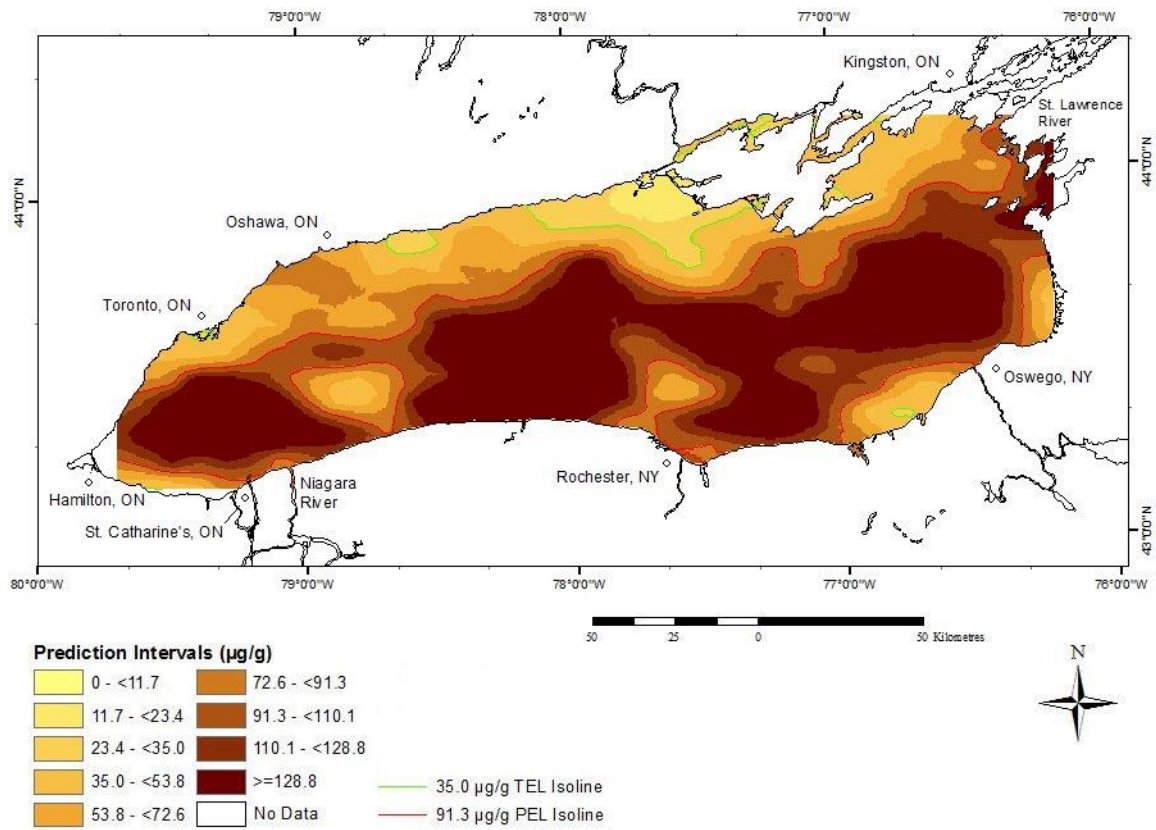 79°0'0"W
78°0'0"W
77°0'0"W
76°0'0"W
Kingston, ON
St. Lawrence
River
44°0'0"N
44°0'0"N
Oshawa, ON
Toronto, ON
Oswego, NY
Rochester, NY
Niagara
River
Hamilton, ON
St. Catharine's, ON
43°0'0"N
80°0'0"W
79°0'0"W
78°0'0"W
77°0'0"W
76°0'0"W
50 25 0 50 Kilometres
Prediction Intervals (µg/g)
0 - <11.7
11.7 - <23.4
23.4 - <35.0
35.0 - <53.8
53.8 - <72.6
72.6 - <91.3
91.3 - <110.1
110.1 - <128.8
>=128.8
No Data
35.0 µg/g TEL Isoline
91.3 µg/g PEL Isoline
N